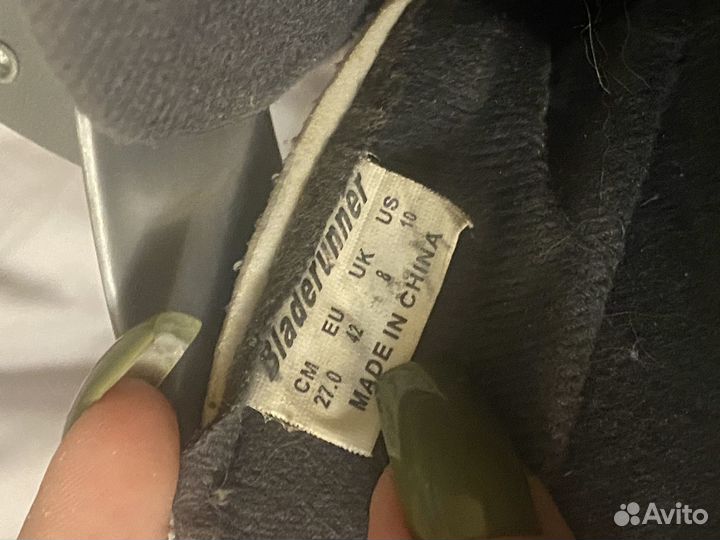 Bladerunner
CM EU UK US
27.0 42 8 10
MADE IN CHINA
Avito